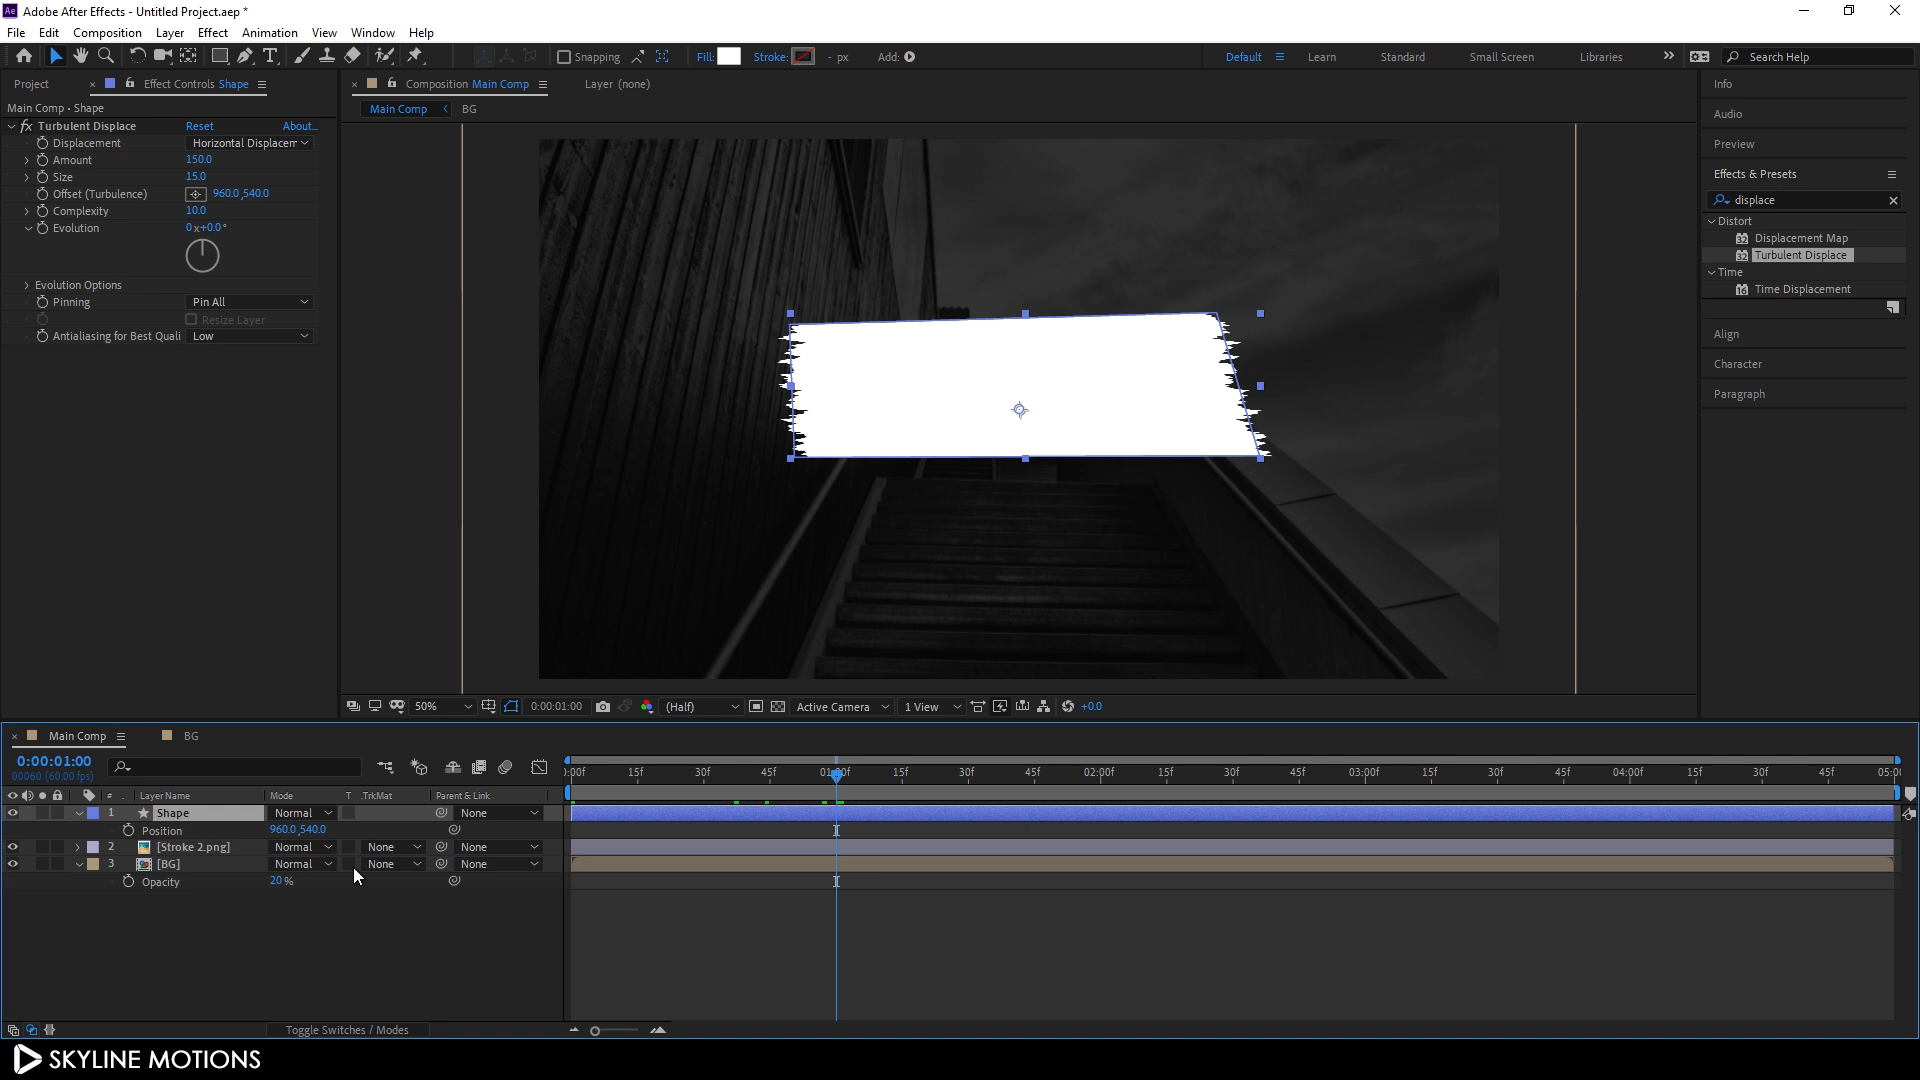 Ae Adobe After Effects - Untitled Project.aep *
File Edit Composition Layer Effect Animation View Window Help
Snapping Fill: Stroke: - px Add: Default Learn Standard Small Screen Libraries Search Help
Project Effect Controls Shape Composition Main Comp Layer (none) Info
Main Comp • Shape Main Comp BG
Audio
fx Turbulent Displace Reset About...
Displacement Horizontal Displacem Preview
Amount 150.0
Size 15.0 Effects & Presets
Offset (Turbulence) 960.0,540.0 displace
Complexity 10.0 Distort
Evolution 0x+0.0° Displacement Map
Turbulent Displace
Time
Evolution Options Time Displacement
Pinning Pin All
Resize Layer
Antialiasing for Best Quali Low Align
Character
Paragraph
50% 0:00:01:00 (Half) Active Camera 1 View +0.0
Main Comp BG
0:00:01:00
00060 (60.00 fps) :00f 15f 30f 45f 01:00f 15f 30f 45f 02:00f 15f 30f 45f 03:00f 15f 30f 45f 04:00f 15f 30f 45f 05:0
# Layer Name Mode T .TrkMat Parent & Link
1 Shape Normal None
Position 960.0,540.0
2 [Stroke 2.png] Normal None None
3 [BG] Normal None None
Opacity 20 %
Toggle Switches / Modes
SKYLINE MOTIONS